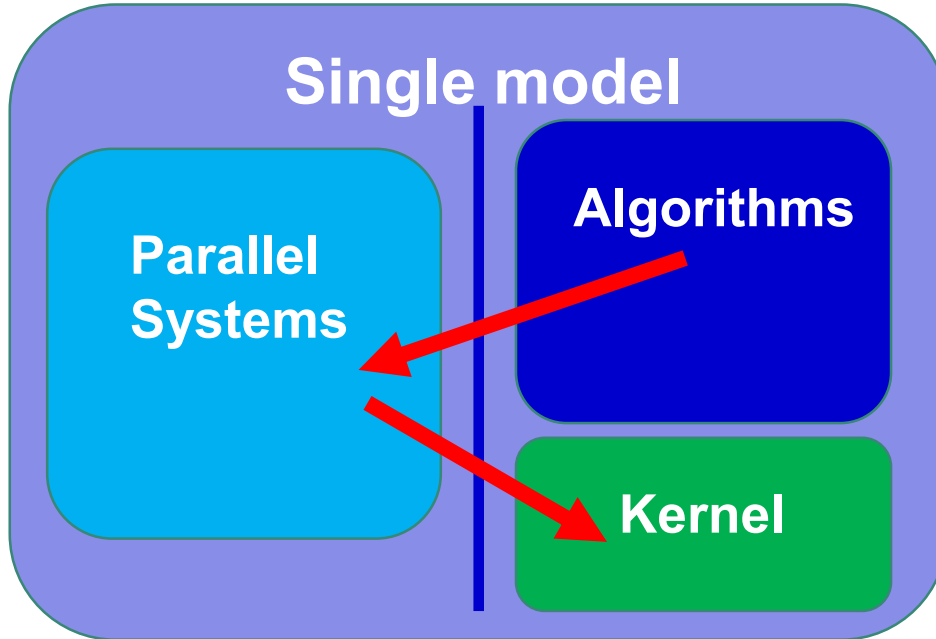 Single model
Parallel
Systems
Algorithms
Kernel